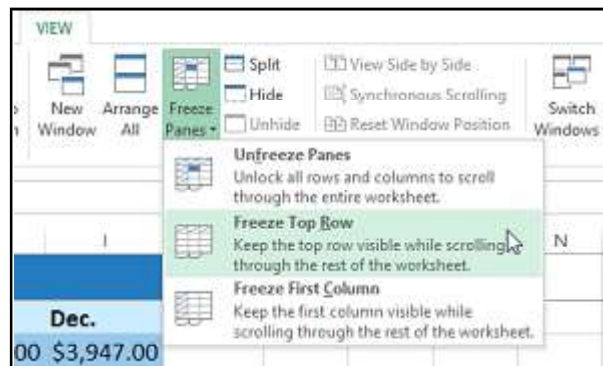 VIEW
New Window
Arrange All
Freeze Panes
Split
Hide
Unhide
View Side by Side
Synchronous Scrolling
Reset Window Position
Switch Windows
Unfreeze Panes
Unlock all rows and columns to scroll
through the entire worksheet.
Freeze Top Row
Keep the top row visible while scrolling
through the rest of the worksheet.
Freeze First Column
Keep the first column visible while
scrolling through the rest of the worksheet.
I
N
Dec.
00 $3,947.00